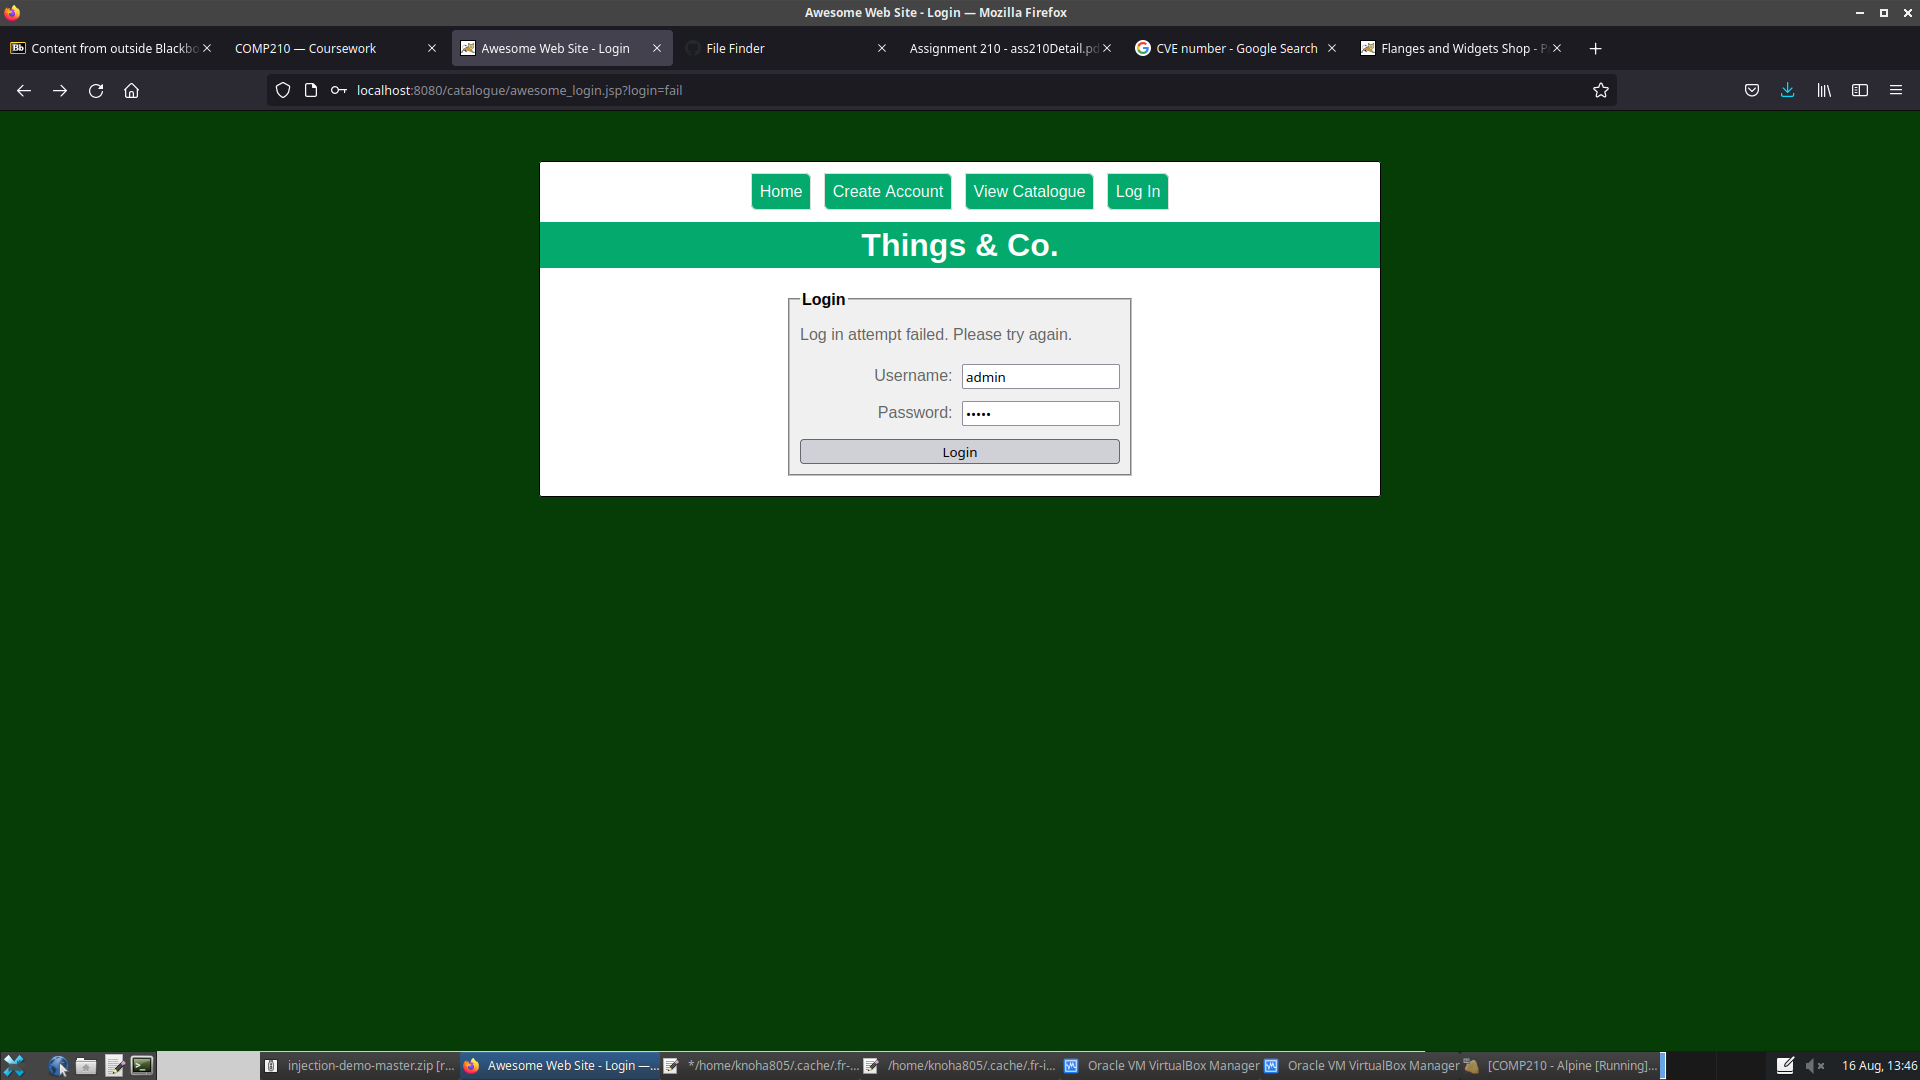 Awesome Web Site - Login — Mozilla Firefox
Content from outside Blackbo
COMP210 — Coursework
Awesome Web Site - Login
File Finder
Assignment 210 - ass210Detail.pd
CVE number - Google Search
Flanges and Widgets Shop - P
localhost:8080/catalogue/awesome_login.jsp?login=fail
Home
Create Account
View Catalogue
Log In
Things & Co.
Login
Log in attempt failed. Please try again.
Username: admin
Password: •••••
Login
injection-demo-master.zip [r...
Awesome Web Site - Login —...
*/home/knoha805/.cache/.fr-...
/home/knoha805/.cache/.fr-i...
Oracle VM VirtualBox Manager
Oracle VM VirtualBox Manager
[COMP210 - Alpine [Running]...
16 Aug, 13:46